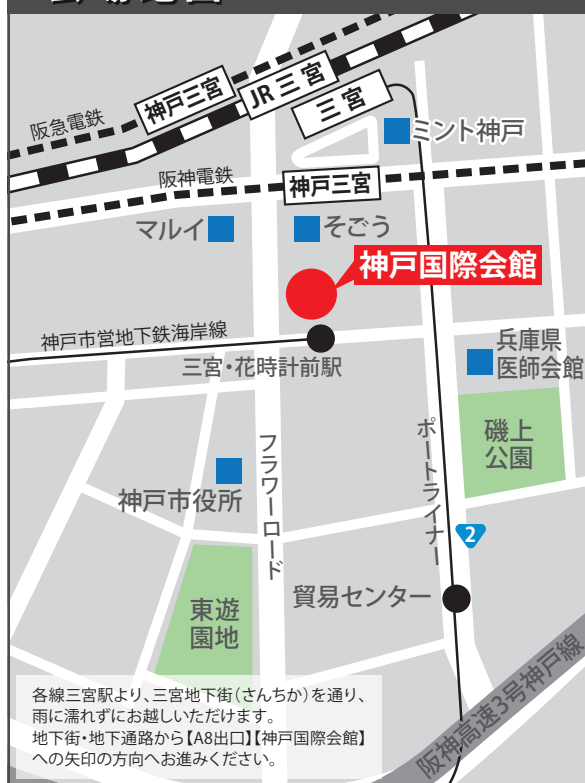 神戸三宮
JR三宮
三宮
阪急電鉄
ミント神戸
阪神電鉄
神戸三宮
マルイ
そごう
神戸国際会館
神戸市営地下鉄海岸線
三宮・花時計前駅
兵庫県
医師会館
フラワーロード
ポートライナー
磯上
公園
神戸市役所
2
貿易センター
東遊
園地
阪神高速3号神戸線
各線三宮駅より、三宮地下街(さんちか)を通り、
雨に濡れずにお越しいただけます。
地下街・地下通路から【A8出口】【神戸国際会館】
への矢印の方向へお進みください。